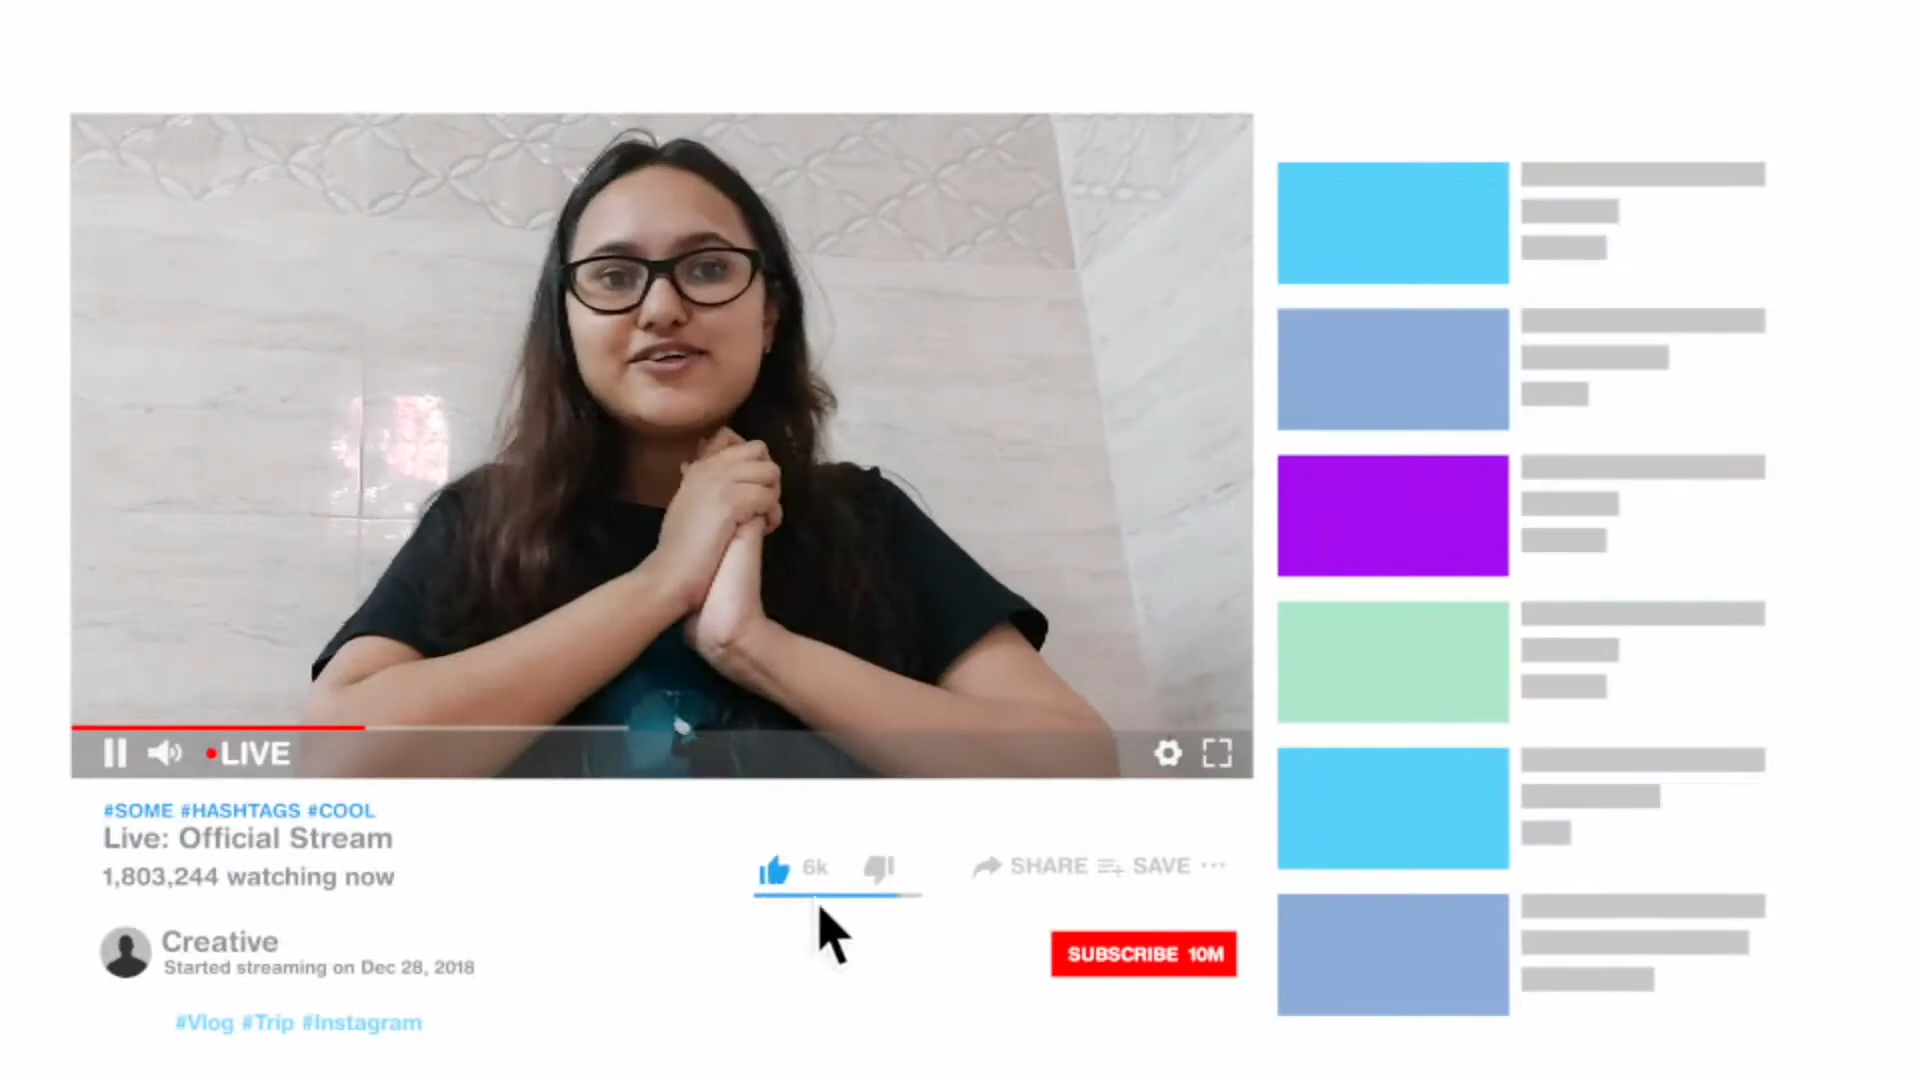 •LIVE
#SOME #HASHTAGS #COOL
Live: Official Stream
1,803,244 watching now
6k
SHARE
SAVE
Creative
Started streaming on Dec 28, 2018
SUBSCRIBE 10M
#Vlog #Trip #Instagram